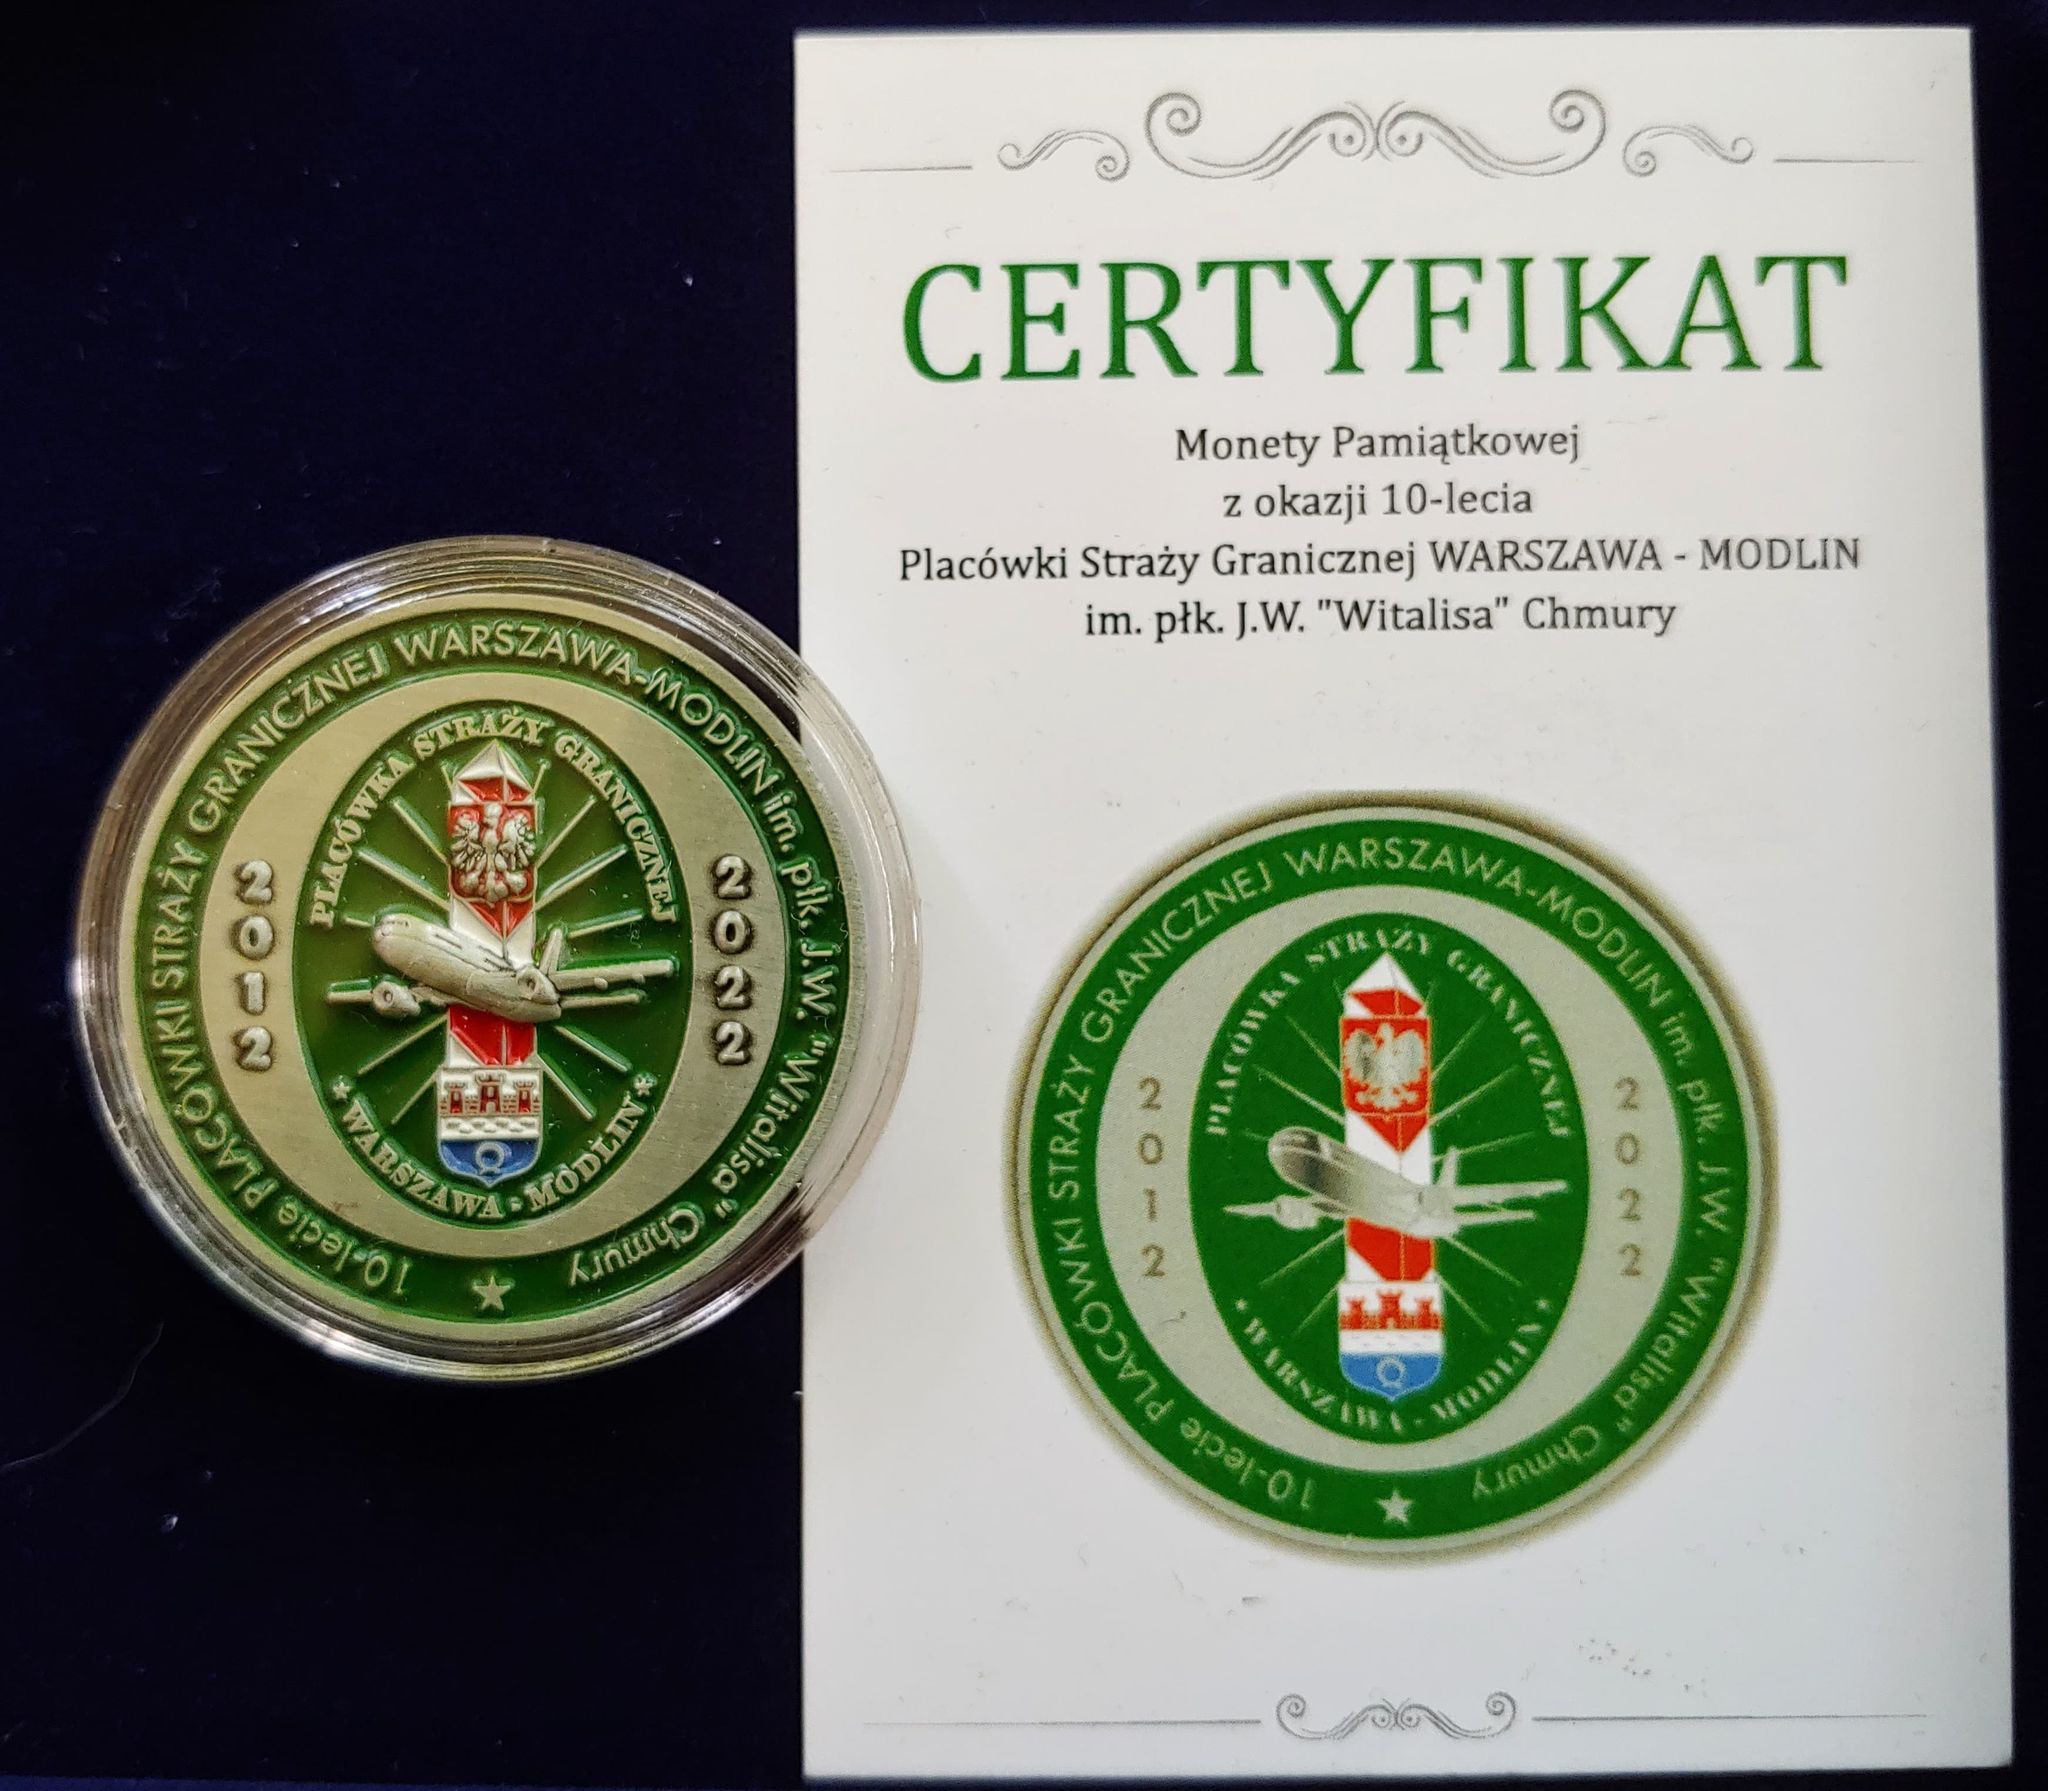 10-lecie PLACÓWKI STRAŻY GRANICZNEJ WARSZAWA-MODLIN im. płk. J.W. "Witalisa" Chmury
PLACÓWKA STRAŻY GRANICZNEJ
2012
2022
WARSZAWA - MODLIN
CERTYFIKAT
Monety Pamiątkowej
z okazji 10-lecia
Placówki Straży Granicznej WARSZAWA - MODLIN
im. płk. J.W. "Witalisa" Chmury
10-lecie PLACÓWKI STRAŻY GRANICZNEJ WARSZAWA-MODLIN im. płk. J.W. "Witalisa" Chmury
PLACÓWKA STRAŻY GRANICZNEJ
2012
2022
WARSZAWA - MODLIN